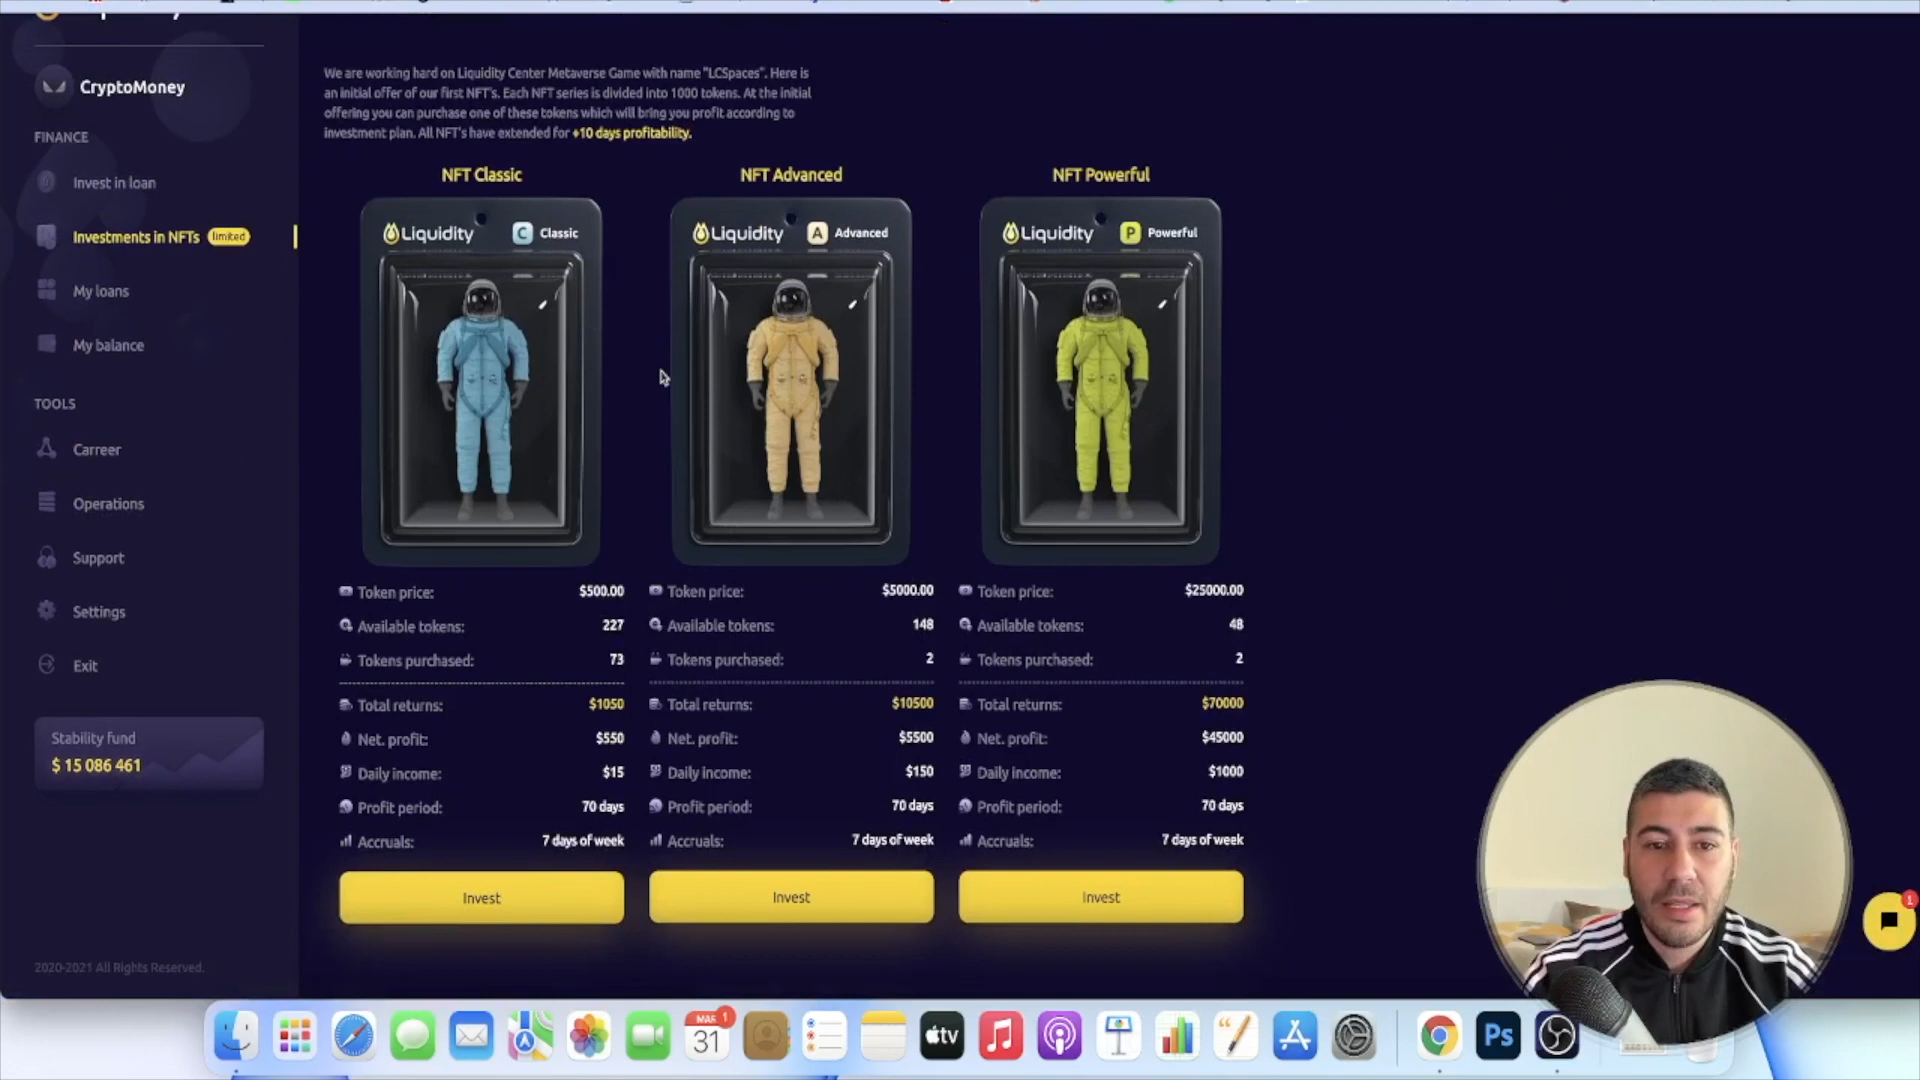 CryptoMoney
FINANCE
Invest in loan
Investments in NFTs limited
My loans
My balance
TOOLS
Carreer
Operations
Support
Settings
Exit
Stability fund
$ 15 086 461
2020-2021 All Rights Reserved.
We are working hard on Liquidity Center Metaverse Game with name "LCSpaces". Here is
an initial offer of our first NFT's. Each NFT series is divided into 1000 tokens. At the initial
offering you can purchase one of these tokens which will bring you profit according to
investment plan. All NFT's have extended for +10 days profitability.
NFT Classic
Liquidity C Classic
Token price: $500.00
Available tokens: 227
Tokens purchased: 73
Total returns: $1050
Net. profit: $550
Daily income: $15
Profit period: 70 days
Accruals: 7 days of week
Invest
NFT Advanced
Liquidity A Advanced
Token price: $5000.00
Available tokens: 148
Tokens purchased: 2
Total returns: $10500
Net. profit: $5500
Daily income: $150
Profit period: 70 days
Accruals: 7 days of week
Invest
NFT Powerful
Liquidity P Powerful
Token price: $25000.00
Available tokens: 48
Tokens purchased: 2
Total returns: $70000
Net. profit: $45000
Daily income: $1000
Profit period: 70 days
Accruals: 7 days of week
Invest
1
MAR 1
31
tv
Ps